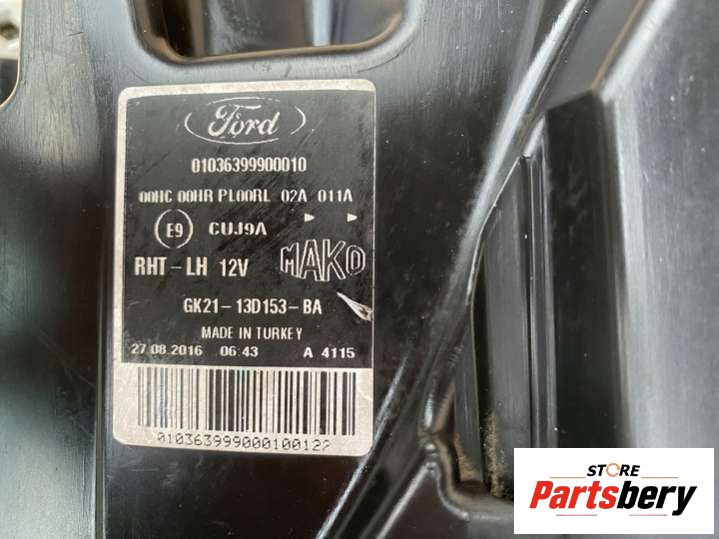 Ford
01036399900010
00HC 00HR PL00RL 02A 011A
E9 CUJ9A
RHT-LH 12V MAKO
GK21-13D153-BA
MADE IN TURKEY
27.08.2016 06:43 A 4115
010363999000100122
STORE
Partsbery